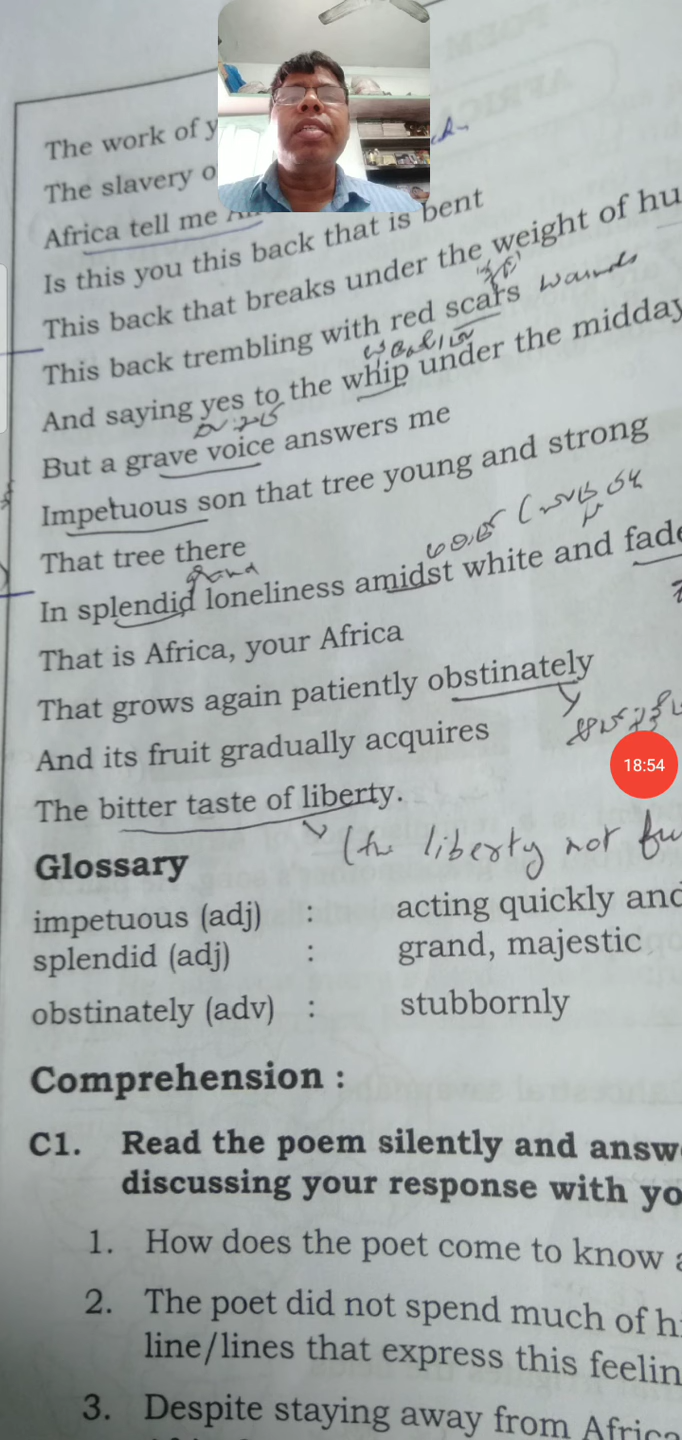 POEM
AFRICA
The work of y
The slavery o
Africa tell me
Is this you this back that is bent
This back that breaks under the weight of hu
This back trembling with red scars
wounds
And saying yes to the whip under the midday
But a grave voice answers me
Impetuous son that tree young and strong
That tree there
grand
In splendid loneliness amidst white and fade
That is Africa, your Africa
That grows again patiently obstinately
And its fruit gradually acquires
18:54
The bitter taste of liberty.
(the liberty not
Glossary
impetuous (adj) : acting quickly and
splendid (adj) : grand, majestic
obstinately (adv) : stubbornly
Comprehension :
C1. Read the poem silently and answ
discussing your response with yo
1. How does the poet come to know a
2. The poet did not spend much of hi
line/lines that express this feelin
3. Despite staying away from Africa